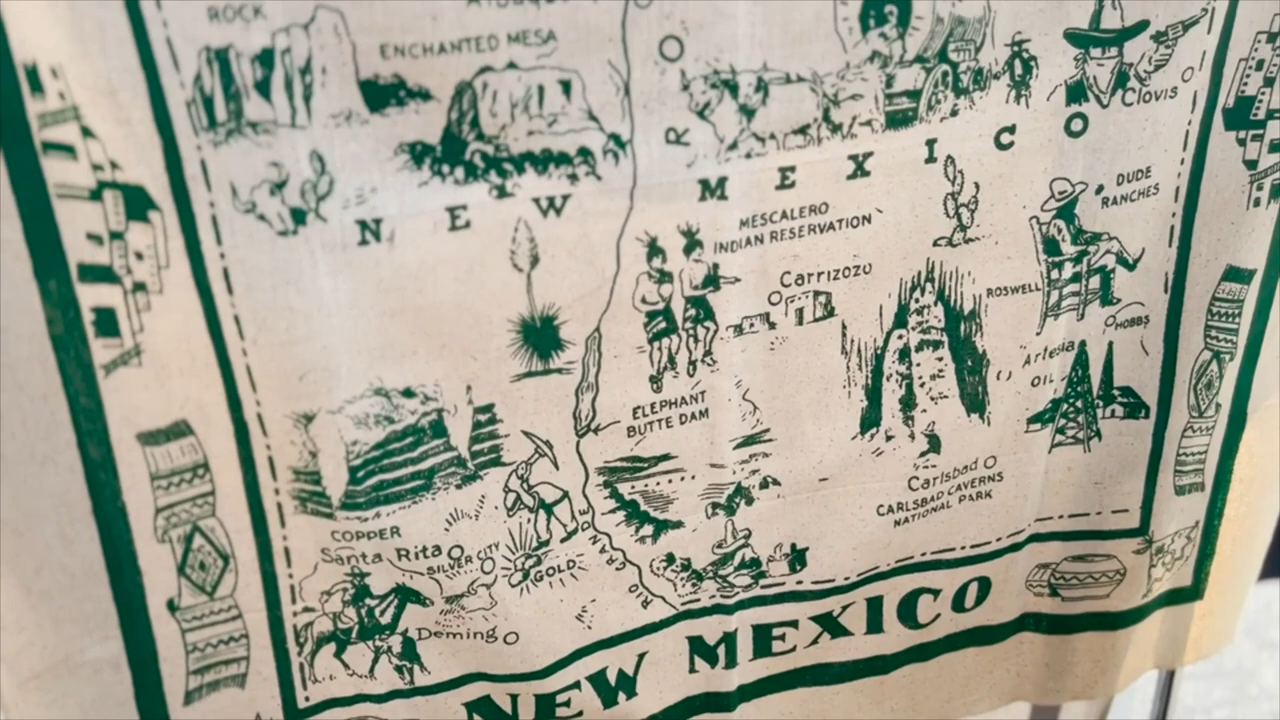 ROCK
ENCHANTED MESA
Clovis
NEW MEXICO
DUDE
RANCHES
MESCALERO
INDIAN RESERVATION
Carrizozo
ROSWELL
HOBBS
Artesia
OIL
ELEPHANT
BUTTE DAM
Carlsbad
CARLSBAD CAVERNS
NATIONAL PARK
COPPER
Santa Rita
SILVER CITY
GOLD
RIO GRANDE
Deming
NEW MEXICO